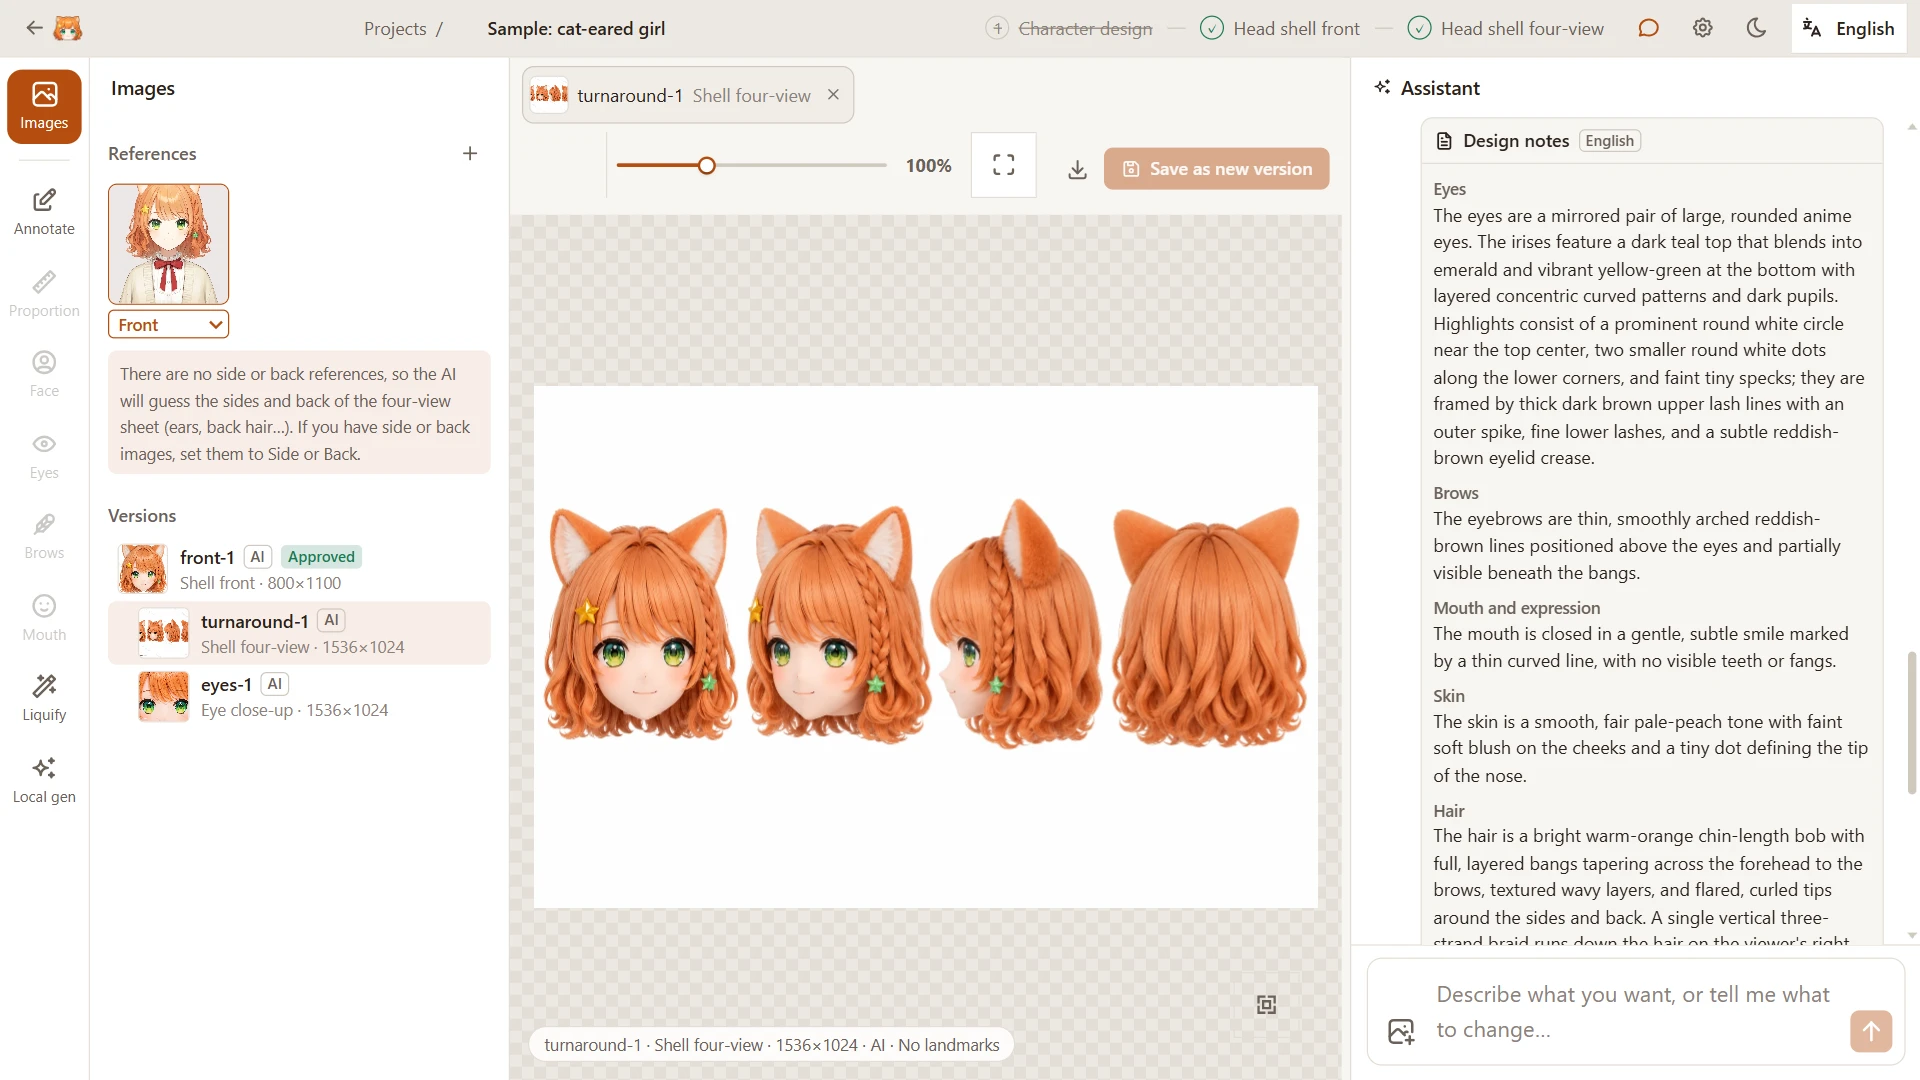 Projects /
Sample: cat-eared girl
Character design
Head shell front
Head shell four-view
English
Images
Annotate
Proportion
Face
Eyes
Brows
Mouth
Liquify
Local gen
Images
References
Front
There are no side or back references, so the AI
will guess the sides and back of the four-view
sheet (ears, back hair...). If you have side or back
images, set them to Side or Back.
Versions
front-1 AI Approved
Shell front · 800×1100
turnaround-1 AI
Shell four-view · 1536×1024
eyes-1 AI
Eye close-up · 1536×1024
turnaround-1 Shell four-view
100%
Save as new version
turnaround-1 · Shell four-view · 1536×1024 · AI · No landmarks
Assistant
Design notes English
Eyes
The eyes are a mirrored pair of large, rounded anime
eyes. The irises feature a dark teal top that blends into
emerald and vibrant yellow-green at the bottom with
layered concentric curved patterns and dark pupils.
Highlights consist of a prominent round white circle
near the top center, two smaller round white dots
along the lower corners, and faint tiny specks; they are
framed by thick dark brown upper lash lines with an
outer spike, fine lower lashes, and a subtle reddish-
brown eyelid crease.
Brows
The eyebrows are thin, smoothly arched reddish-
brown lines positioned above the eyes and partially
visible beneath the bangs.
Mouth and expression
The mouth is closed in a gentle, subtle smile marked
by a thin curved line, with no visible teeth or fangs.
Skin
The skin is a smooth, fair pale-peach tone with faint
soft blush on the cheeks and a tiny dot defining the tip
of the nose.
Hair
The hair is a bright warm-orange chin-length bob with
full, layered bangs tapering across the forehead to the
brows, textured wavy layers, and flared, curled tips
around the sides and back. A single vertical three-
strand braid runs down the hair on the viewer's right
Describe what you want, or tell me what
to change...